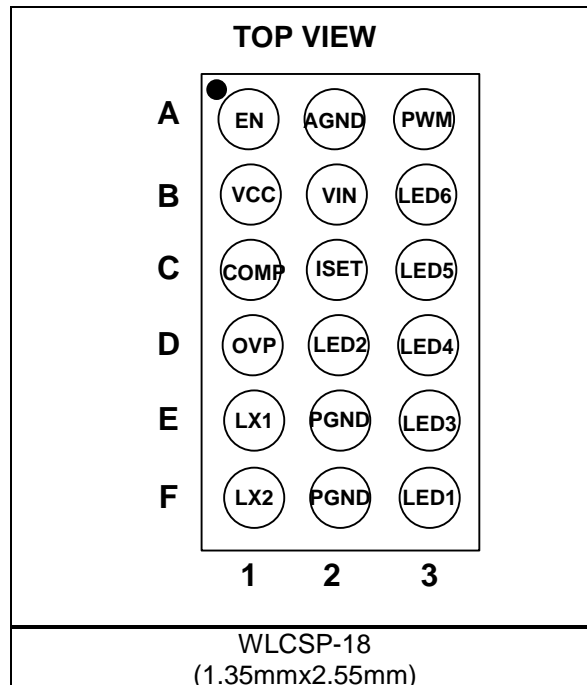 TOP VIEW
A EN AGND PWM
B VCC VIN LED6
C COMP ISET LED5
D OVP LED2 LED4
E LX1 PGND LED3
F LX2 PGND LED1
1 2 3
WLCSP-18
(1.35mmx2.55mm)